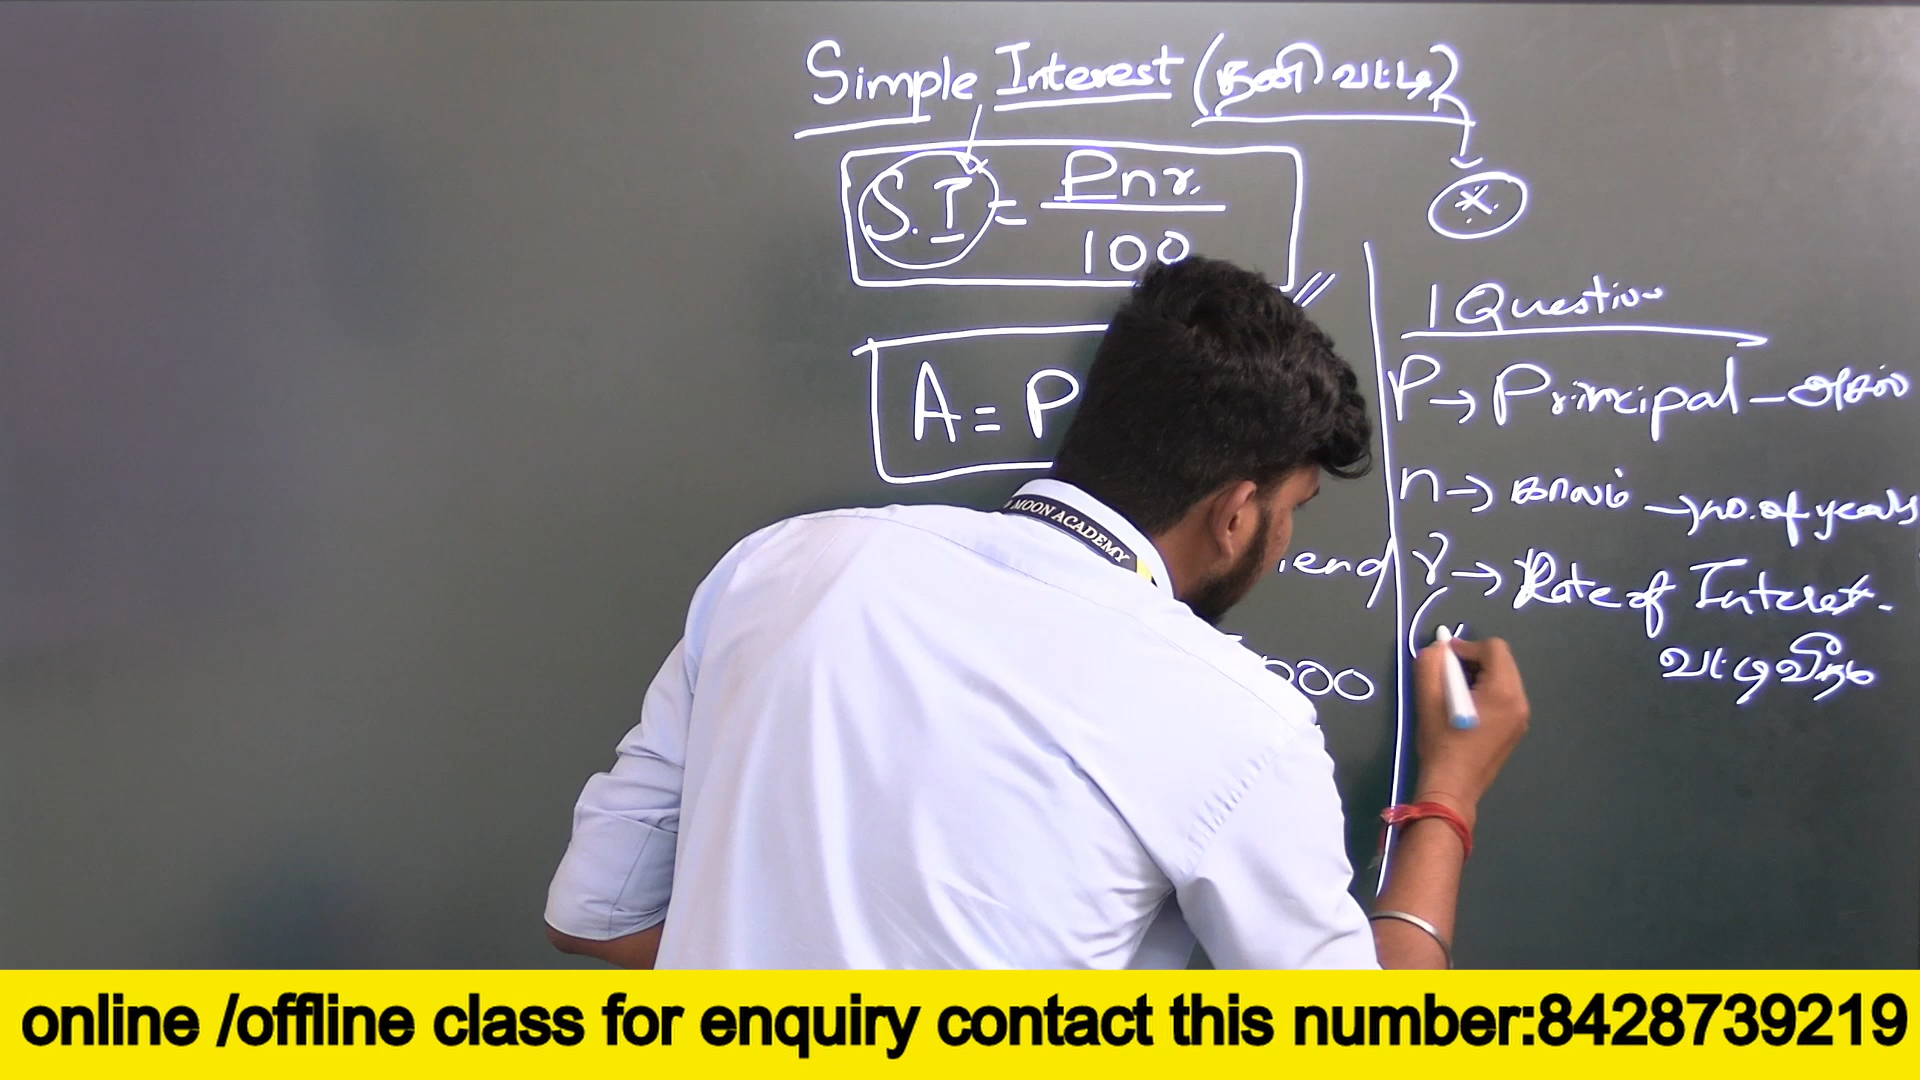 Simple Interest (தனி வட்டி)
S.I = Pnr.
100
A = P
1 Question
P → Principal - அசல்
n → காலம் → no. of years
r → Rate of Interest.
வட்டிவீதம்
(
000
MOON ACADEMY
online /offline class for enquiry contact this number:8428739219